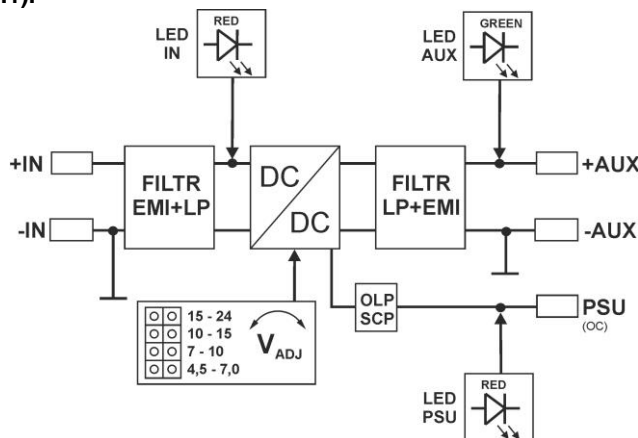 RED
LED
IN
GREEN
LED
AUX
+IN
-IN
FILTR
EMI+LP
DC
DC
FILTR
LP+EMI
+AUX
-AUX
15 - 24
10 - 15
7 - 10
4,5 - 7,0
VADJ
OLP
SCP
PSU
(OC)
LED
PSU
RED